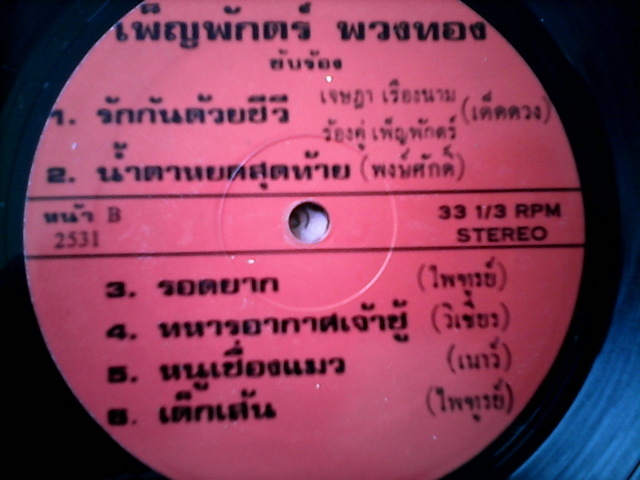 เพ็ญพักตร์ พวงทอง
ขับร้อง
1. รักกันด้วยชีวี เจษฎา เรืองนาม (เด็ดดวง)
ร้องคู่ เพ็ญพักตร์
2. น้ำตาหยดสุดท้าย (พงษ์ศักดิ์)
หน้า B 33 1/3 RPM
2531 STEREO
3. รอดยาก (ไพฑูรย์)
4. ทหารอากาศเจ้าชู้ (วิเชียร)
5. หนูเยื่องแมว (เนาว์)
6. เต็กเส้น (ไพฑูรย์)